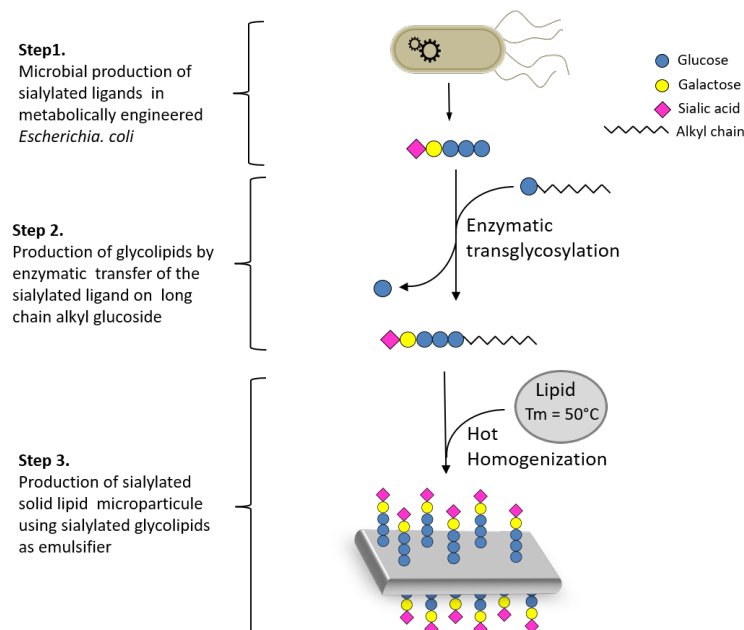 Step1.
Microbial production of
sialylated ligands in
metabolically engineered
Escherichia. coli
Glucose
Galactose
Sialic acid
Alkyl chain
Step 2.
Production of glycolipids by
enzymatic transfer of the
sialylated ligand on long
chain alkyl glucoside
Enzymatic
transglycosylation
Step 3.
Production of sialylated
solid lipid microparticule
using sialylated glycolipids
as emulsifier
Lipid
Tm = 50°C
Hot
Homogenization